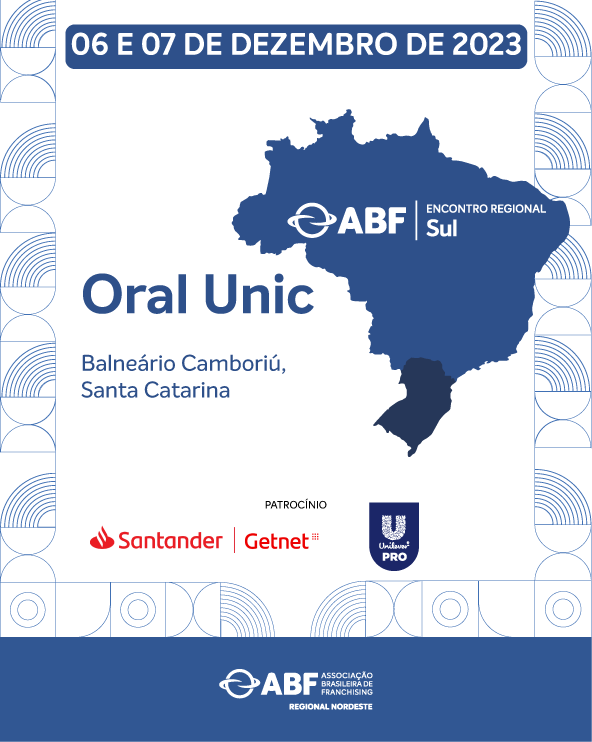 06 E 07 DE DEZEMBRO DE 2023
ABF
ENCONTRO REGIONAL
Sul
Oral Unic
Balneário Camboriú,
Santa Catarina
PATROCÍNIO
Santander
Getnet
Unilever
PRO
ABF
ASSOCIAÇÃO
BRASILEIRA DE
FRANCHISING
REGIONAL NORDESTE